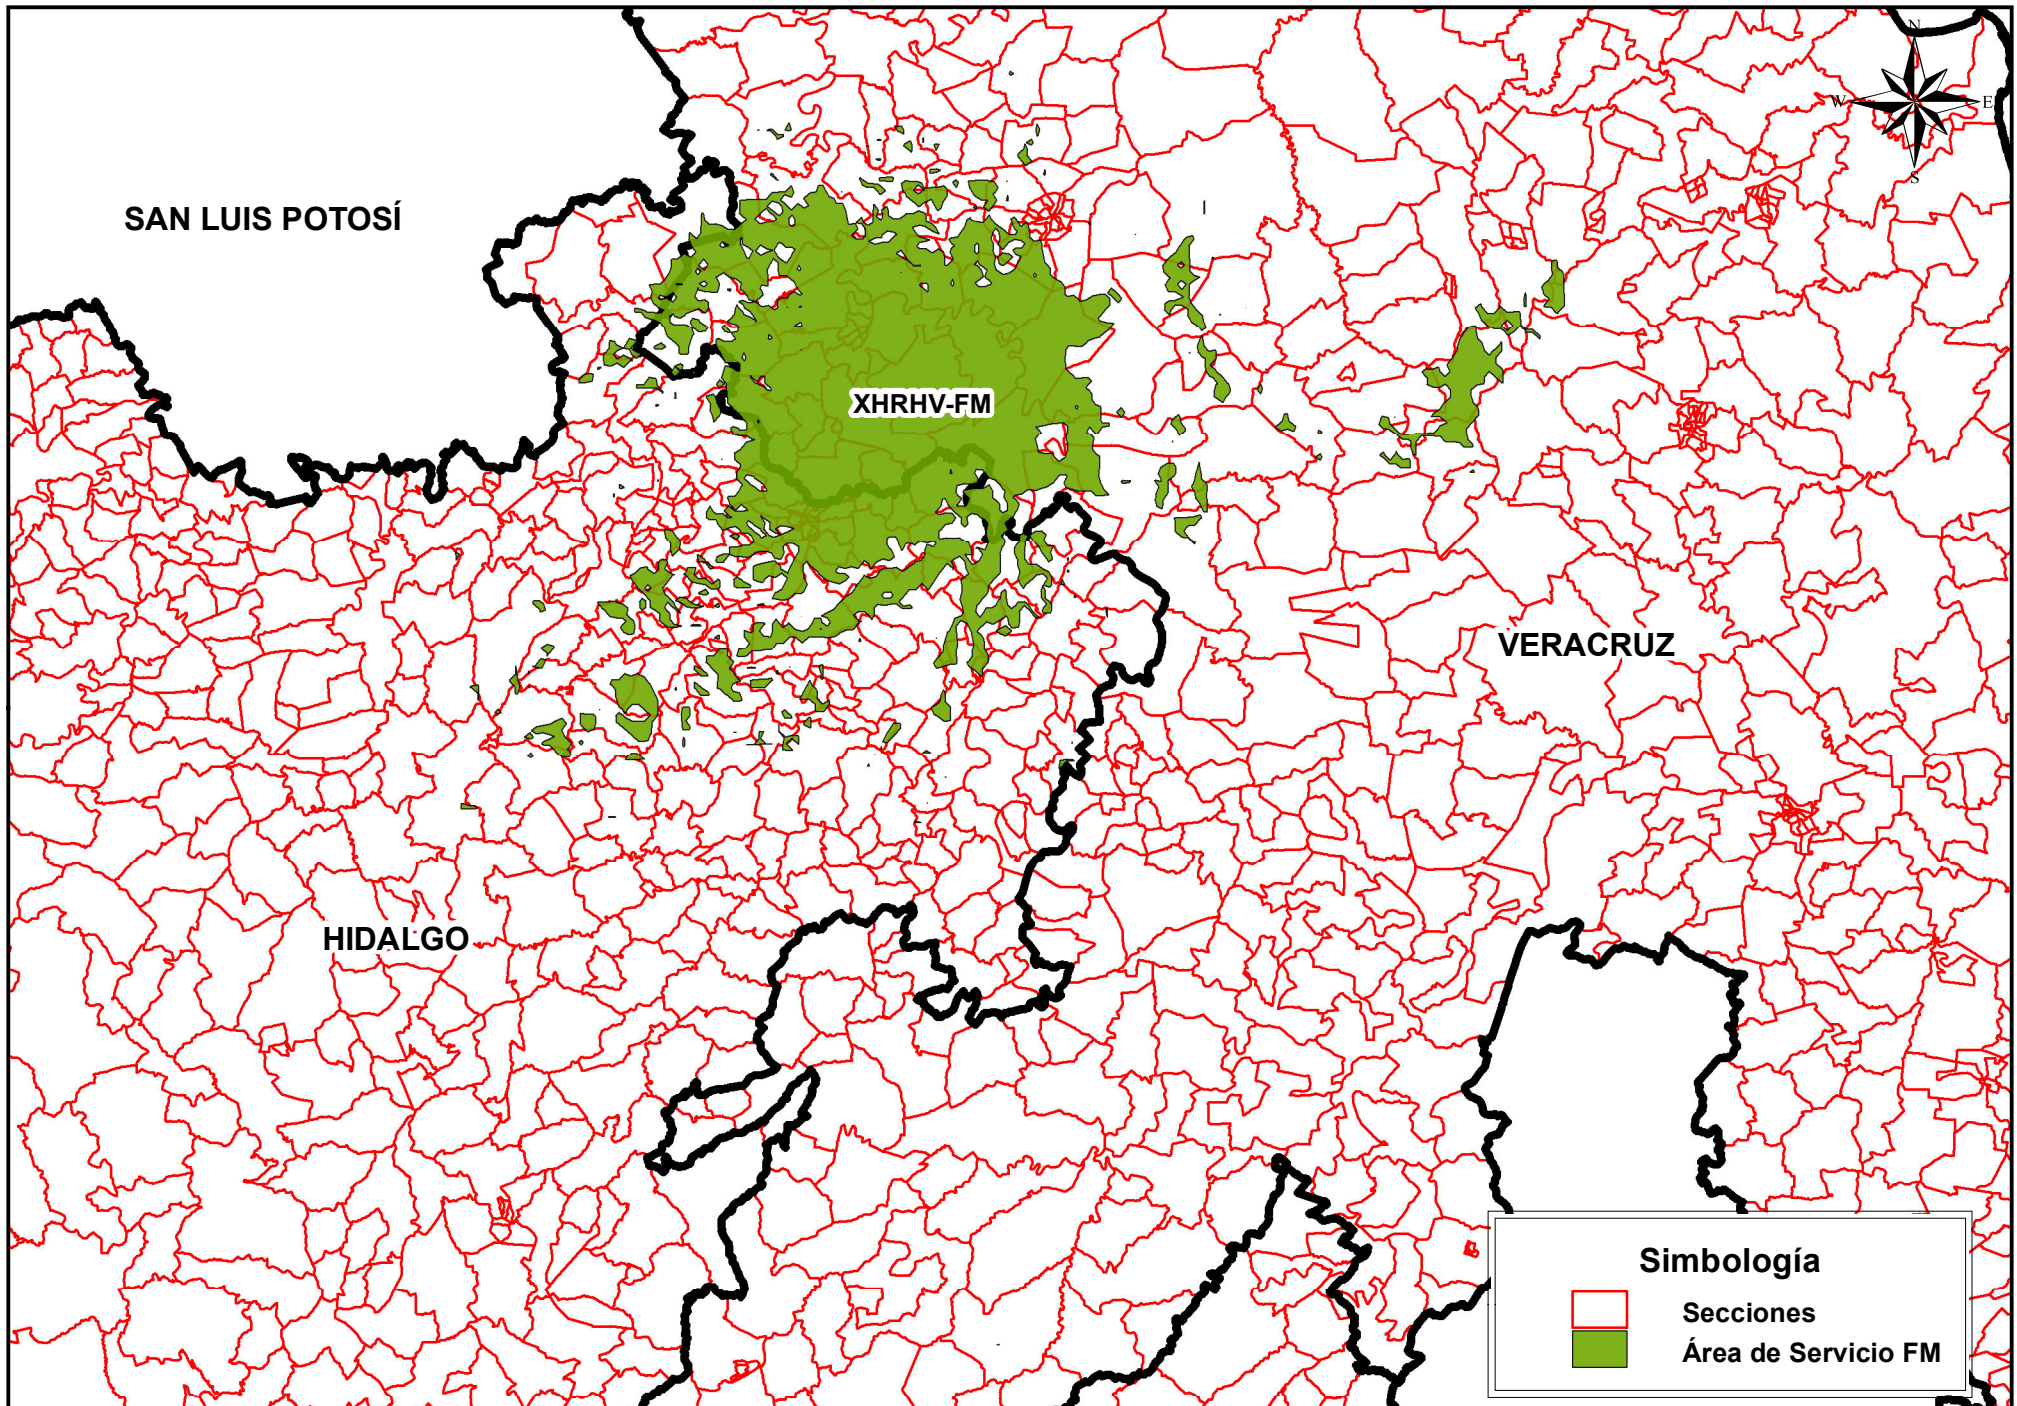 N
W E
S
SAN LUIS POTOSÍ
XHRHV-FM
VERACRUZ
HIDALGO
Simbología
Secciones
Área de Servicio FM